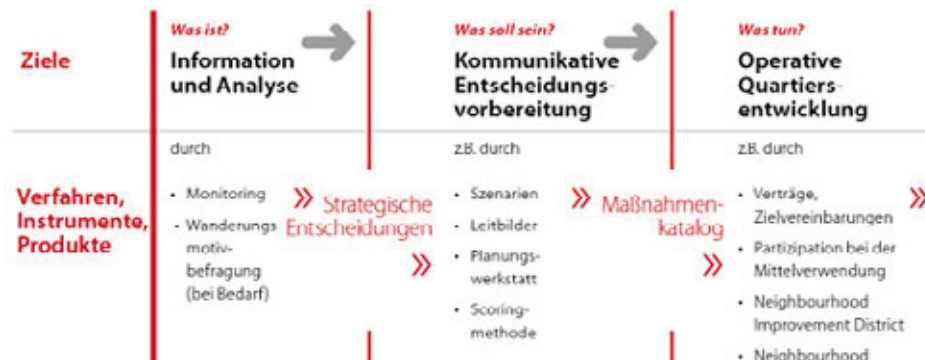 Ziele
Was ist?
Information
und Analyse
Was soll sein?
Kommunikative
Entscheidungs-
vorbereitung
Was tun?
Operative
Quartiers-
entwicklung
Verfahren,
Instrumente,
Produkte
durch
• Monitoring
• Wanderungs
motiv-
befragung
(bei Bedarf)
» Strategische
Entscheidungen
»
z.B. durch
• Szenarien
• Leitbilder
• Planungs-
werkstatt
• Scoring-
methode
» Maßnahmen-
katalog
»
z.B. durch
• Verträge,
Zielvereinbarungen
• Partizipation bei der
Mittelverwendung
• Neighbourhood
Improvement District
• Neighbourhood
»